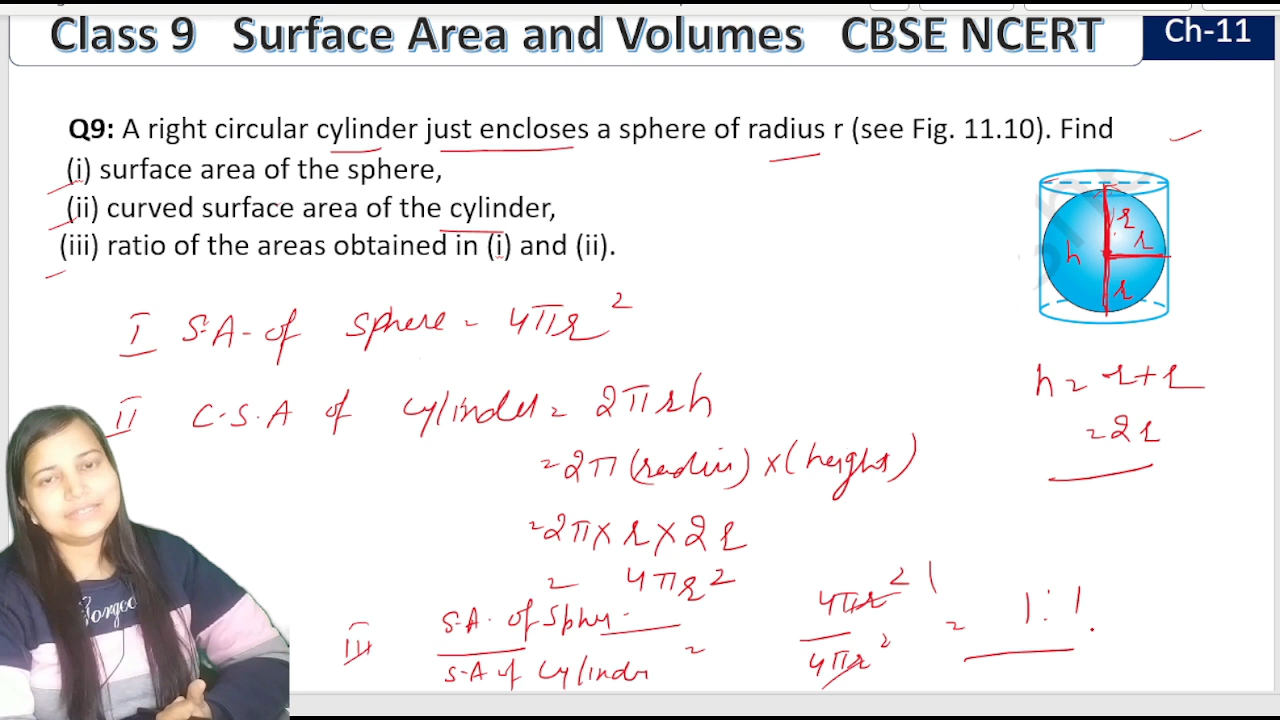 Class 9 Surface Area and Volumes CBSE NCERT
Ch-11
Q9: A right circular cylinder just encloses a sphere of radius r (see Fig. 11.10). Find
(i) surface area of the sphere,
(ii) curved surface area of the cylinder,
(iii) ratio of the areas obtained in (i) and (ii).
r
r
h
r
h = r + r
= 2r
I S.A. of sphere = 4πr²
II C.S.A of cylinder = 2πrh
= 2π (radius) × (height)
= 2π × r × 2r
= 4πr²
III S.A. of Sphere / S.A of Cylinder = 4πr² / 4πr² 1 = 1:1.